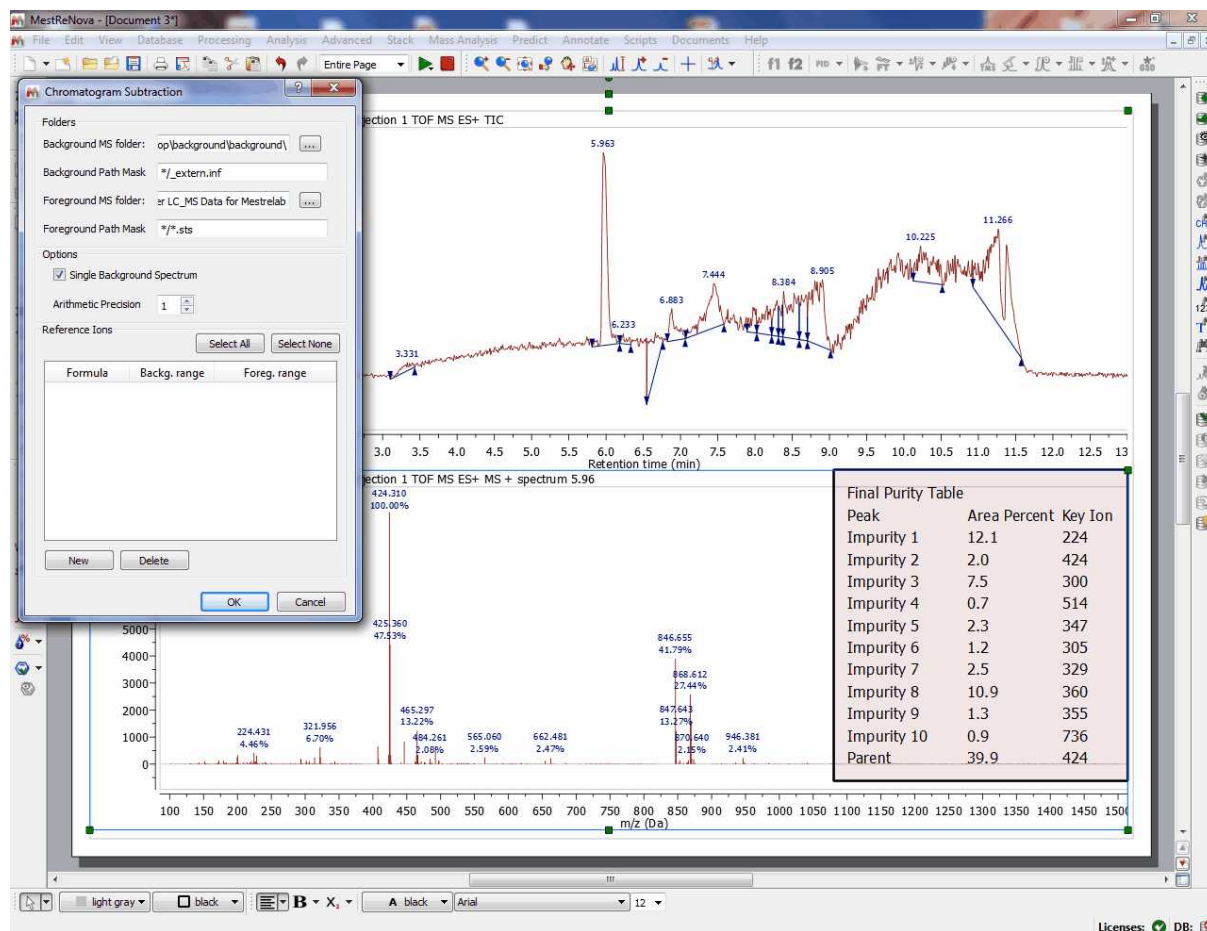 MestReNova - [Document 3*]
File Edit View Database Processing Analysis Advanced Stack Mass Analysis Predict Annotate Scripts Documents Help
Entire Page
f1 f2
Chromatogram Subtraction
Folders
Background MS folder: op\background\background\ ...
Background Path Mask */_extern.inf
Foreground MS folder: er LC_MS Data for Mestrelab ...
Foreground Path Mask */*.sts
Options
Single Background Spectrum
Arithmetic Precision 1
Reference Ions
Select All Select None
Formula Backg. range Foreg. range
New Delete
OK Cancel
ection 1 TOF MS ES+ TIC
5.963
11.266
10.225
8.905
7.444
8.384
6.883
6.233
3.331
3.0 3.5 4.0 4.5 5.0 5.5 6.0 6.5 7.0 7.5 8.0 8.5 9.0 9.5 10.0 10.5 11.0 11.5 12.0 12.5 13
Retention time (min)
ection 1 TOF MS ES+ MS + spectrum 5.96
424.310
100.00%
425.360
47.53%
846.655
41.79%
868.612
27.44%
465.297
13.22%
847.643
13.27%
224.431
4.46%
321.956
6.70%
484.261
2.08%
565.060
2.59%
662.481
2.47%
870.640
2.15%
946.381
2.41%
5000
4000
3000
2000
1000
0
100 150 200 250 300 350 400 450 500 550 600 650 700 750 800 850 900 950 1000 1050 1100 1150 1200 1250 1300 1350 1400 1450 1500
m/z (Da)
Final Purity Table
Peak Area Percent Key Ion
Impurity 1 12.1 224
Impurity 2 2.0 424
Impurity 3 7.5 300
Impurity 4 0.7 514
Impurity 5 2.3 347
Impurity 6 1.2 305
Impurity 7 2.5 329
Impurity 8 10.9 360
Impurity 9 1.3 355
Impurity 10 0.9 736
Parent 39.9 424
light gray black B X₂ A black Arial 12
Licenses: DB: